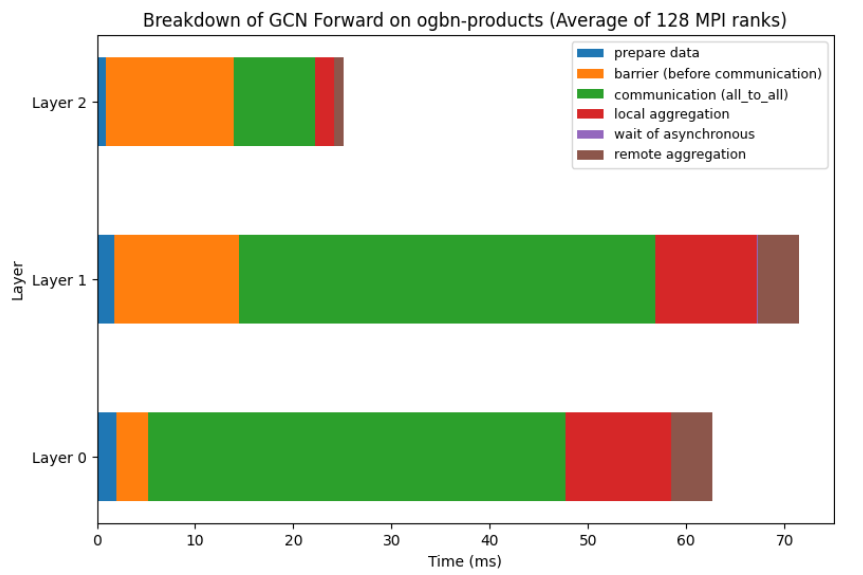 Breakdown of GCN Forward on ogbn-products (Average of 128 MPI ranks)
prepare data
barrier (before communication)
communication (all_to_all)
local aggregation
wait of asynchronous
remote aggregation
Layer 2
Layer 1
Layer 0
Layer
0 10 20 30 40 50 60 70
Time (ms)